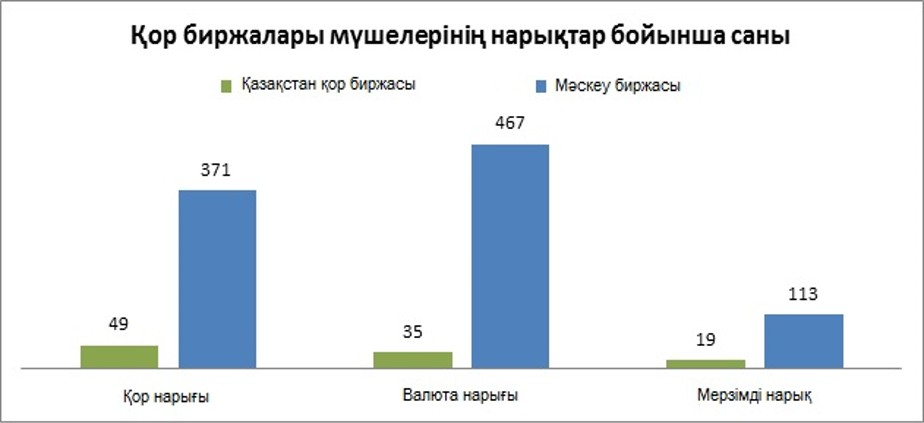 Қор биржалары мүшелерінің нарықтар бойынша саны
Қазақстан қор биржасы
Мәскеу биржасы
49
371
35
467
19
113
Қор нарығы
Валюта нарығы
Мерзімді нарық